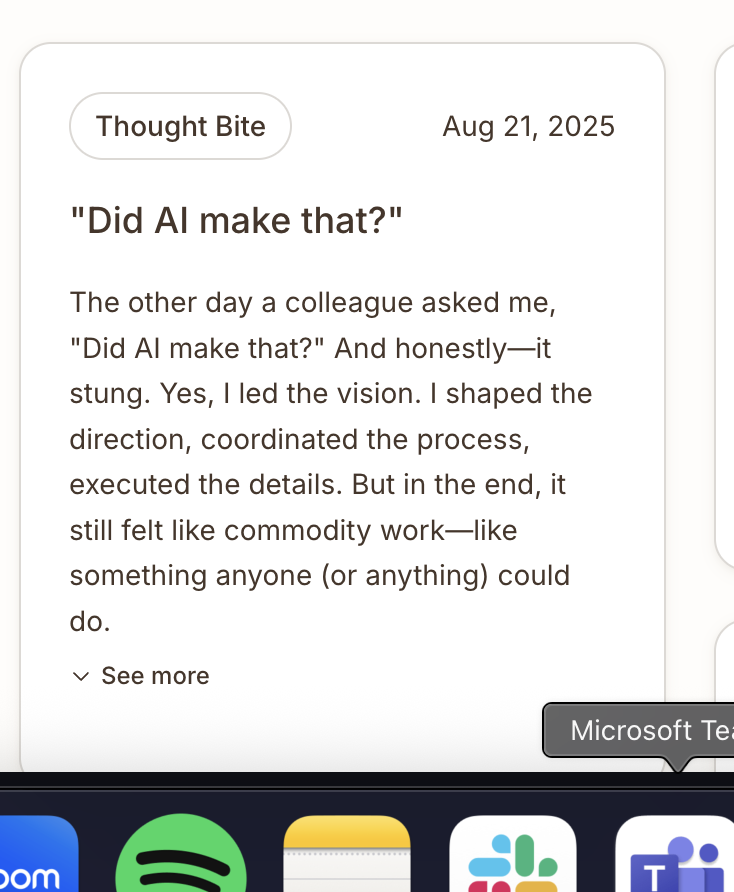 Thought Bite
Aug 21, 2025
"Did AI make that?"
The other day a colleague asked me,
"Did AI make that?" And honestly—it
stung. Yes, I led the vision. I shaped the
direction, coordinated the process,
executed the details. But in the end, it
still felt like commodity work—like
something anyone (or anything) could
do.
See more
Microsoft
T